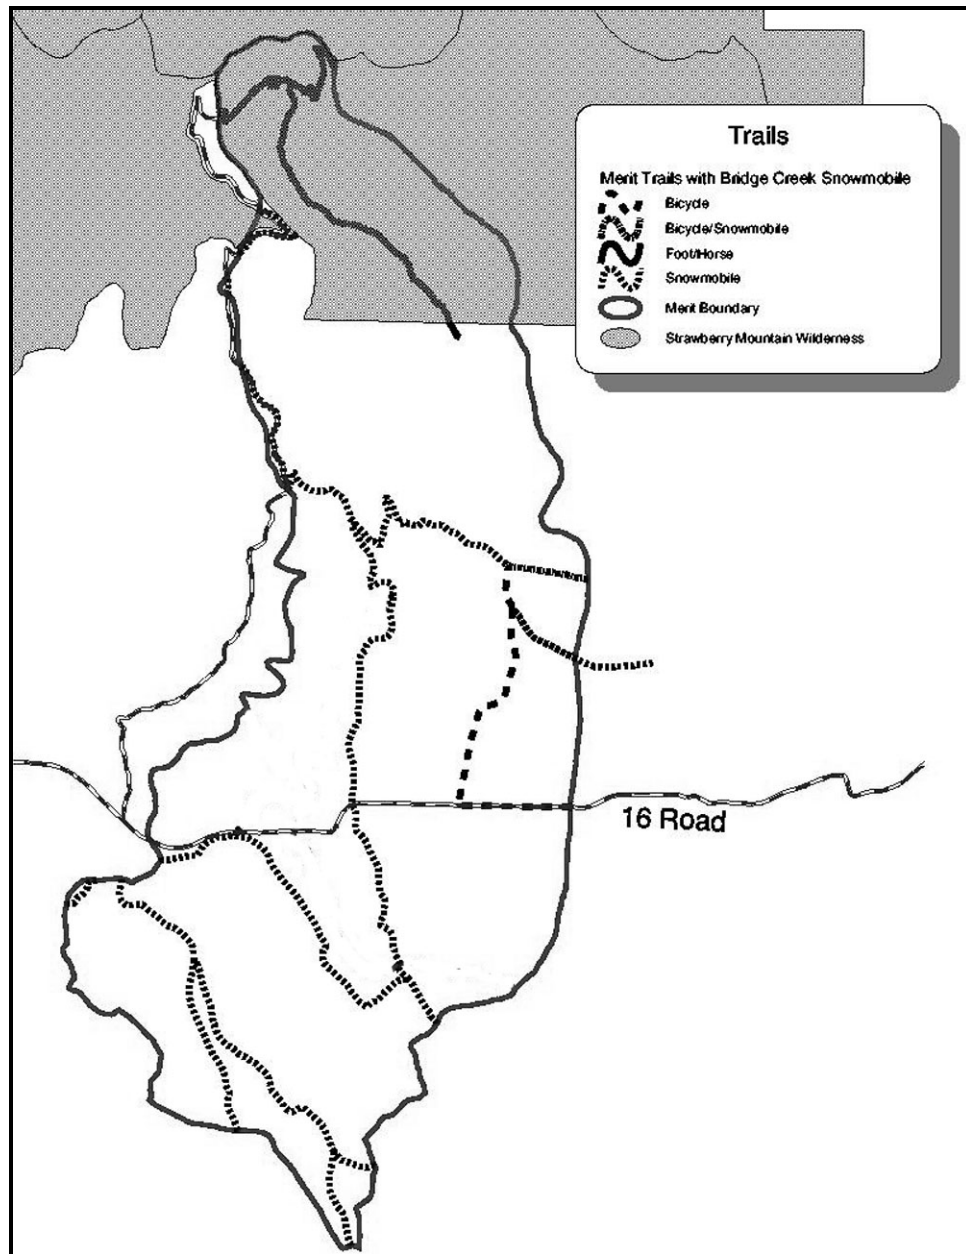 Trails
Merit Trails with Bridge Creek Snowmobile
Bicycle
Bicycle/Snowmobile
Foot/Horse
Snowmobile
Merit Boundary
Strawberry Mountain Wilderness
16 Road